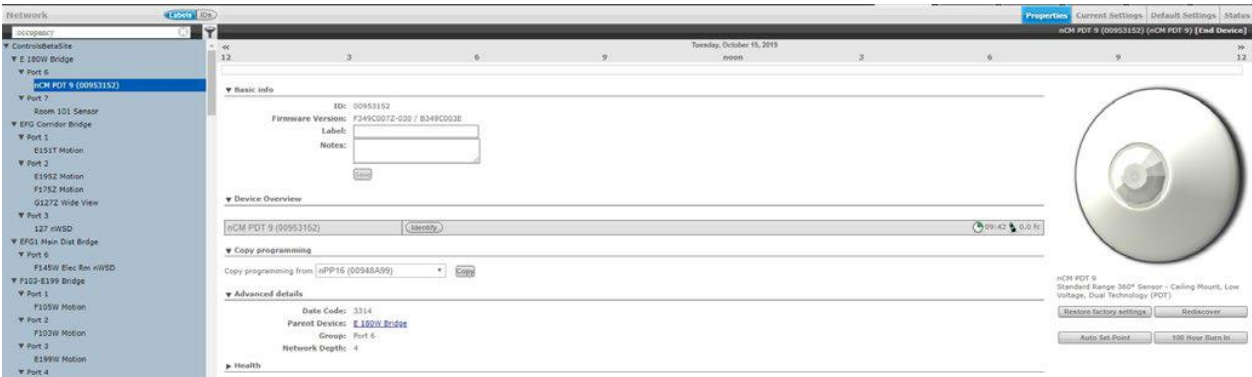 Network Labels IDs
Properties Current Settings Default Settings Status
occupancy
nCM PDT 9 (00953152) (nCM PDT 9) [End Device]
ControlsBetaSite
E 180W Bridge
Port 6
nCM PDT 9 (00953152)
Port 7
Room 101 Sensor
EFG Corridor Bridge
Port 1
E151T Motion
Port 2
E195Z Motion
F175Z Motion
G127Z Wide View
Port 3
127 nWSD
EFG1 Main Dist Brdge
Port 6
F145W Elec Rm nWSD
F103-E199 Bridge
Port 1
F105W Motion
Port 2
F103W Motion
Port 3
E199W Motion
Port 4
« Tuesday, October 15, 2019 »
12 3 6 9 noon 3 6 9 12
Basic info
ID: 00953152
Firmware Version: F349C007Z-030 / B349C003E
Label:
Notes:
Save
Device Overview
nCM PDT 9 (00953152) Identify 09:42 0.0 fc
Copy programming
Copy programming from nPP16 (00948A99) Copy
Advanced details
Date Code: 3314
Parent Device: E 180W Bridge
Group: Port 6
Network Depth: 4
Health
nCM PDT 9
Standard Range 360° Sensor - Ceiling Mount, Low
Voltage, Dual Technology (PDT)
Restore factory settings Rediscover
Auto Set Point 100 Hour Burn In